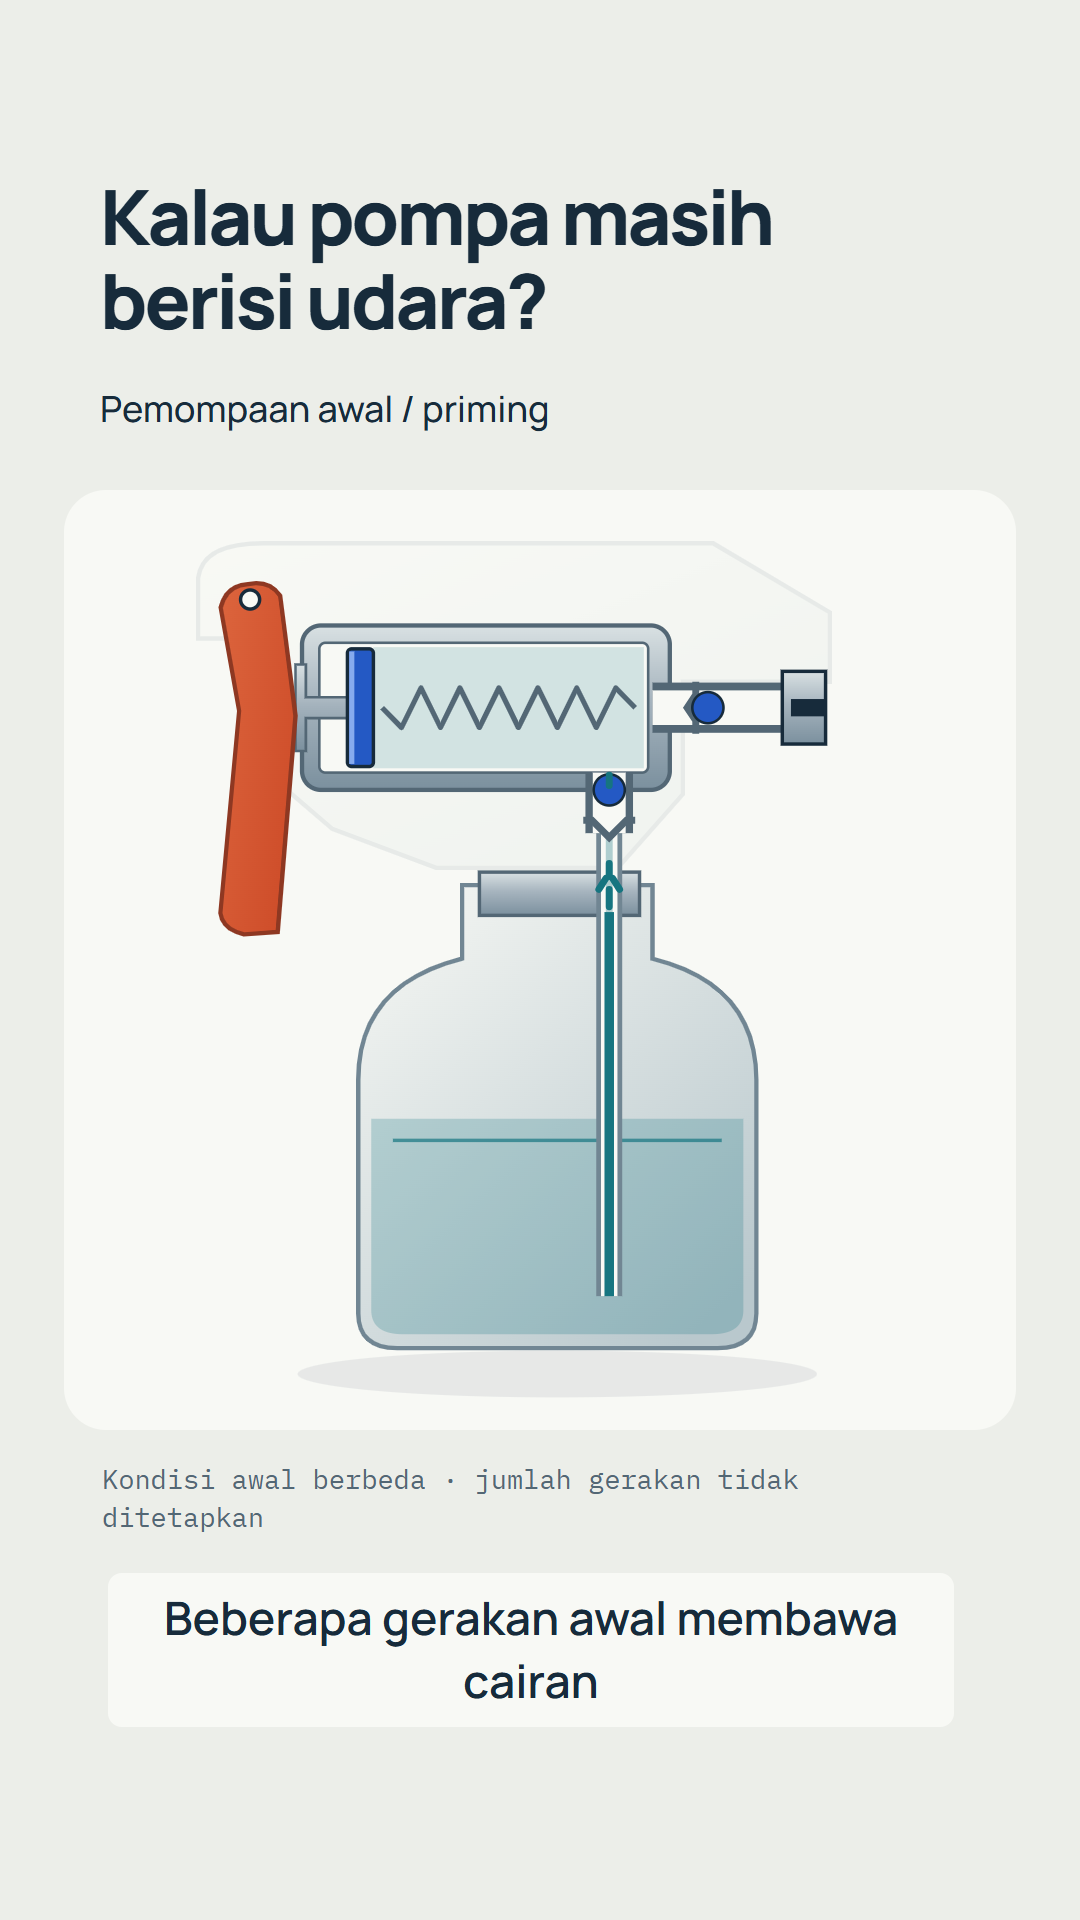 Kalau pompa masih
berisi udara?
Pemompaan awal / priming
Kondisi awal berbeda · jumlah gerakan tidak
ditetapkan
Beberapa gerakan awal membawa
cairan